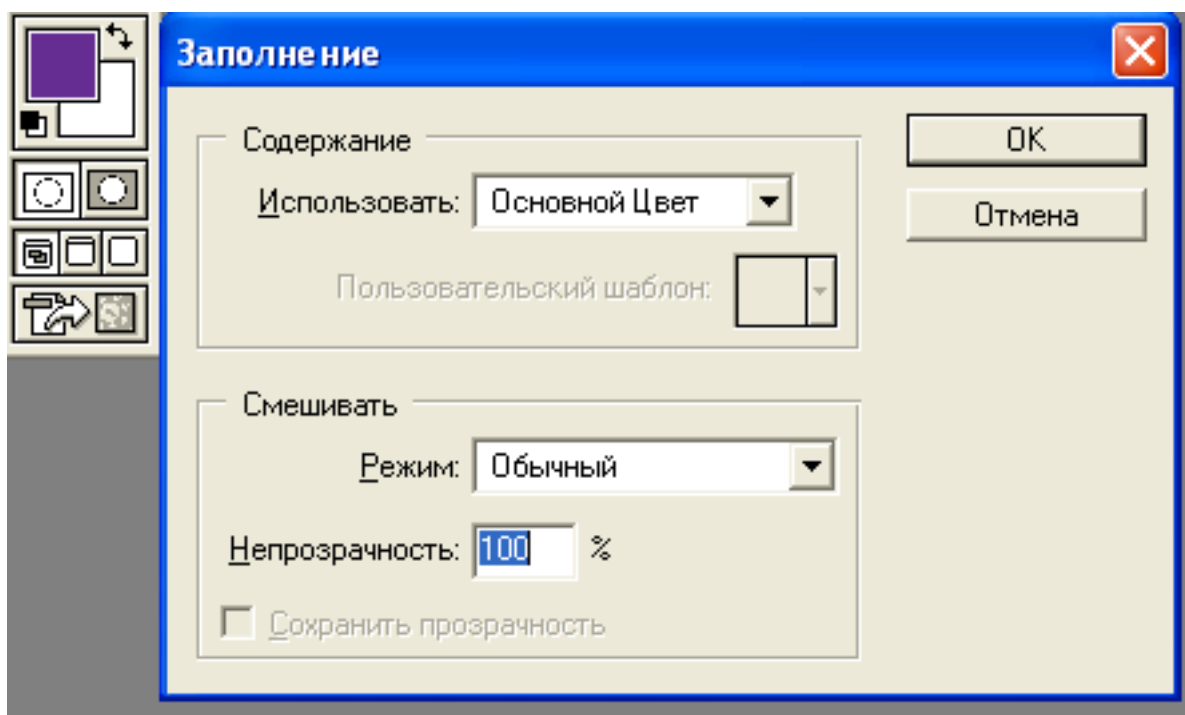 Заполнение
Содержание
Использовать: Основной Цвет
Пользовательский шаблон:
Смешивать
Режим: Обычный
Непрозрачность: 100 %
Сохранить прозрачность
OK
Отмена